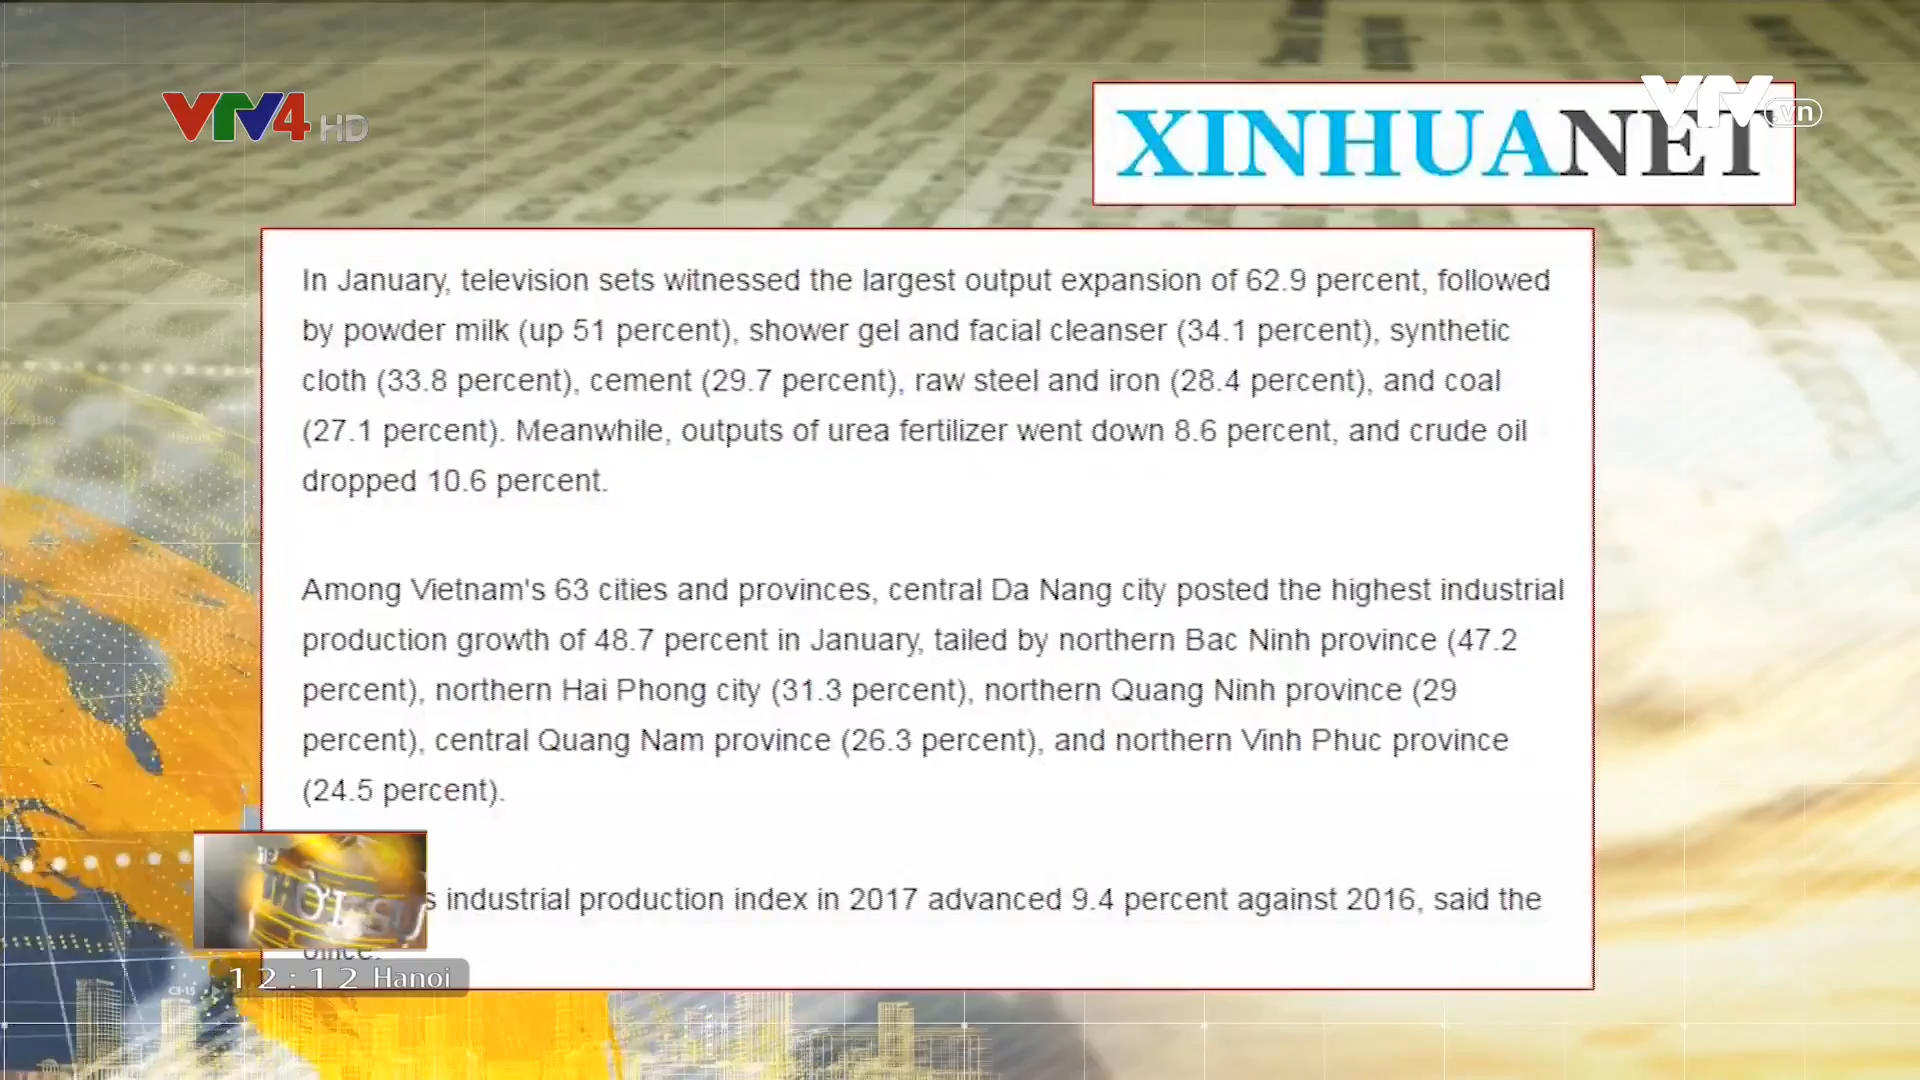 VTV4 HD
XINHUANET
VTV.vn
In January, television sets witnessed the largest output expansion of 62.9 percent, followed
by powder milk (up 51 percent), shower gel and facial cleanser (34.1 percent), synthetic
cloth (33.8 percent), cement (29.7 percent), raw steel and iron (28.4 percent), and coal
(27.1 percent). Meanwhile, outputs of urea fertilizer went down 8.6 percent, and crude oil
dropped 10.6 percent.
Among Vietnam's 63 cities and provinces, central Da Nang city posted the highest industrial
production growth of 48.7 percent in January, tailed by northern Bac Ninh province (47.2
percent), northern Hai Phong city (31.3 percent), northern Quang Ninh province (29
percent), central Quang Nam province (26.3 percent), and northern Vinh Phuc province
(24.5 percent).
THỜI SỰ
s industrial production index in 2017 advanced 9.4 percent against 2016, said the
12:12 Hanoi